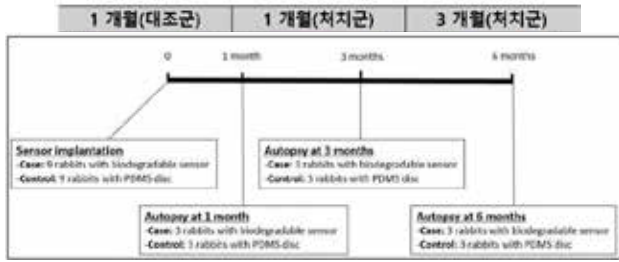 1 개월(대조군) 1 개월(처치군) 3 개월(처치군)
0 1 month 3 months 6 months
Sensor implantation
-Case: 9 rabbits with biodegradable sensor
-Control: 9 rabbits with PDMS disc
Autopsy at 3 months
-Case: 3 rabbits with biodegradable sensor
-Control: 3 rabbits with PDMS disc
Autopsy at 1 month
-Case: 3 rabbits with biodegradable sensor
-Control: 3 rabbits with PDMS disc
Autopsy at 6 months
-Case: 3 rabbits with biodegradable sensor
-Control: 3 rabbits with PDMS disc